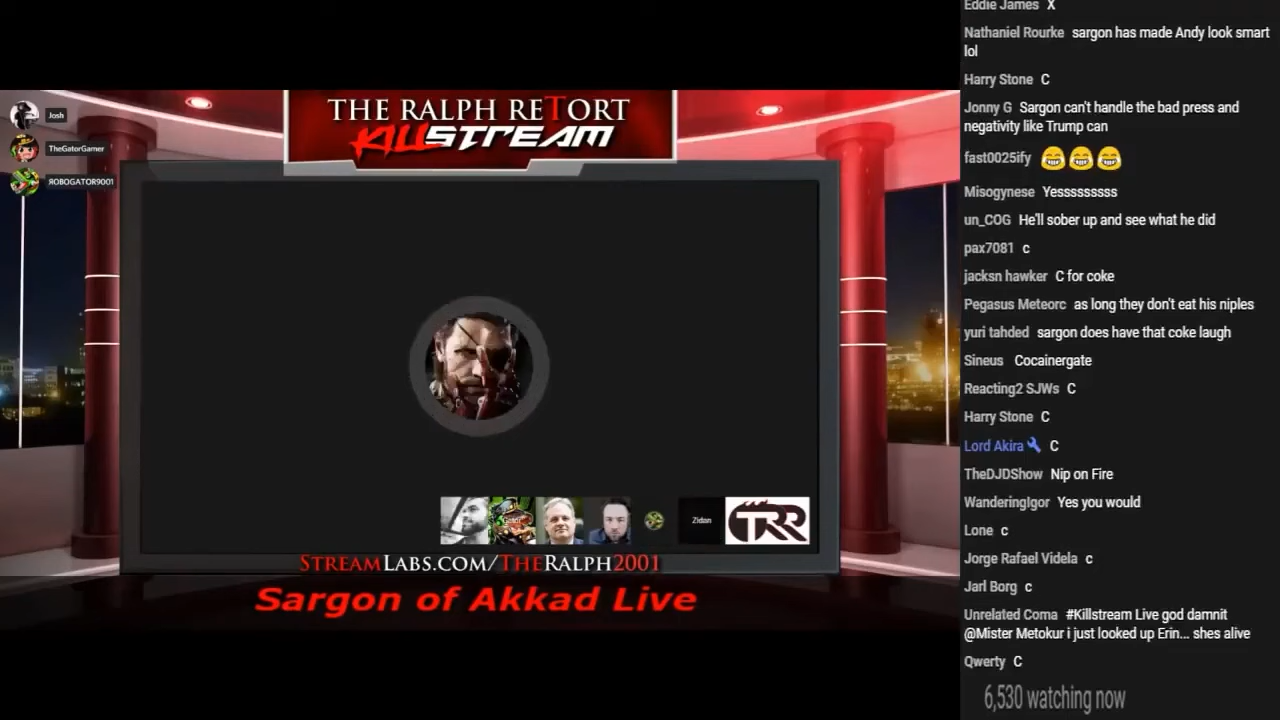 Josh
TheGatorGamer
ЯOBOGATOR9001
THE RALPH RETORT
KILLSTREAM
Zidan
TRR
STREAMLABS.COM/THERALPH2001
Sargon of Akkad Live
Eddie James X
Nathaniel Rourke sargon has made Andy look smart
lol
Harry Stone C
Jonny G Sargon can't handle the bad press and
negativity like Trump can
fast0025ify 😂😂😂
Misogynese Yesssssssss
un_COG He'll sober up and see what he did
pax7081 c
jacksn hawker C for coke
Pegasus Meteorc as long they don't eat his niples
yuri tahded sargon does have that coke laugh
Sineus Cocainergate
Reacting2 SJWs C
Harry Stone C
Lord Akira C
TheDJDShow Nip on Fire
WanderingIgor Yes you would
Lone c
Jorge Rafael Videla c
Jarl Borg c
Unrelated Coma #Killstream Live god damnit
@Mister Metokur i just looked up Erin... shes alive
Qwerty C
6,530 watching now